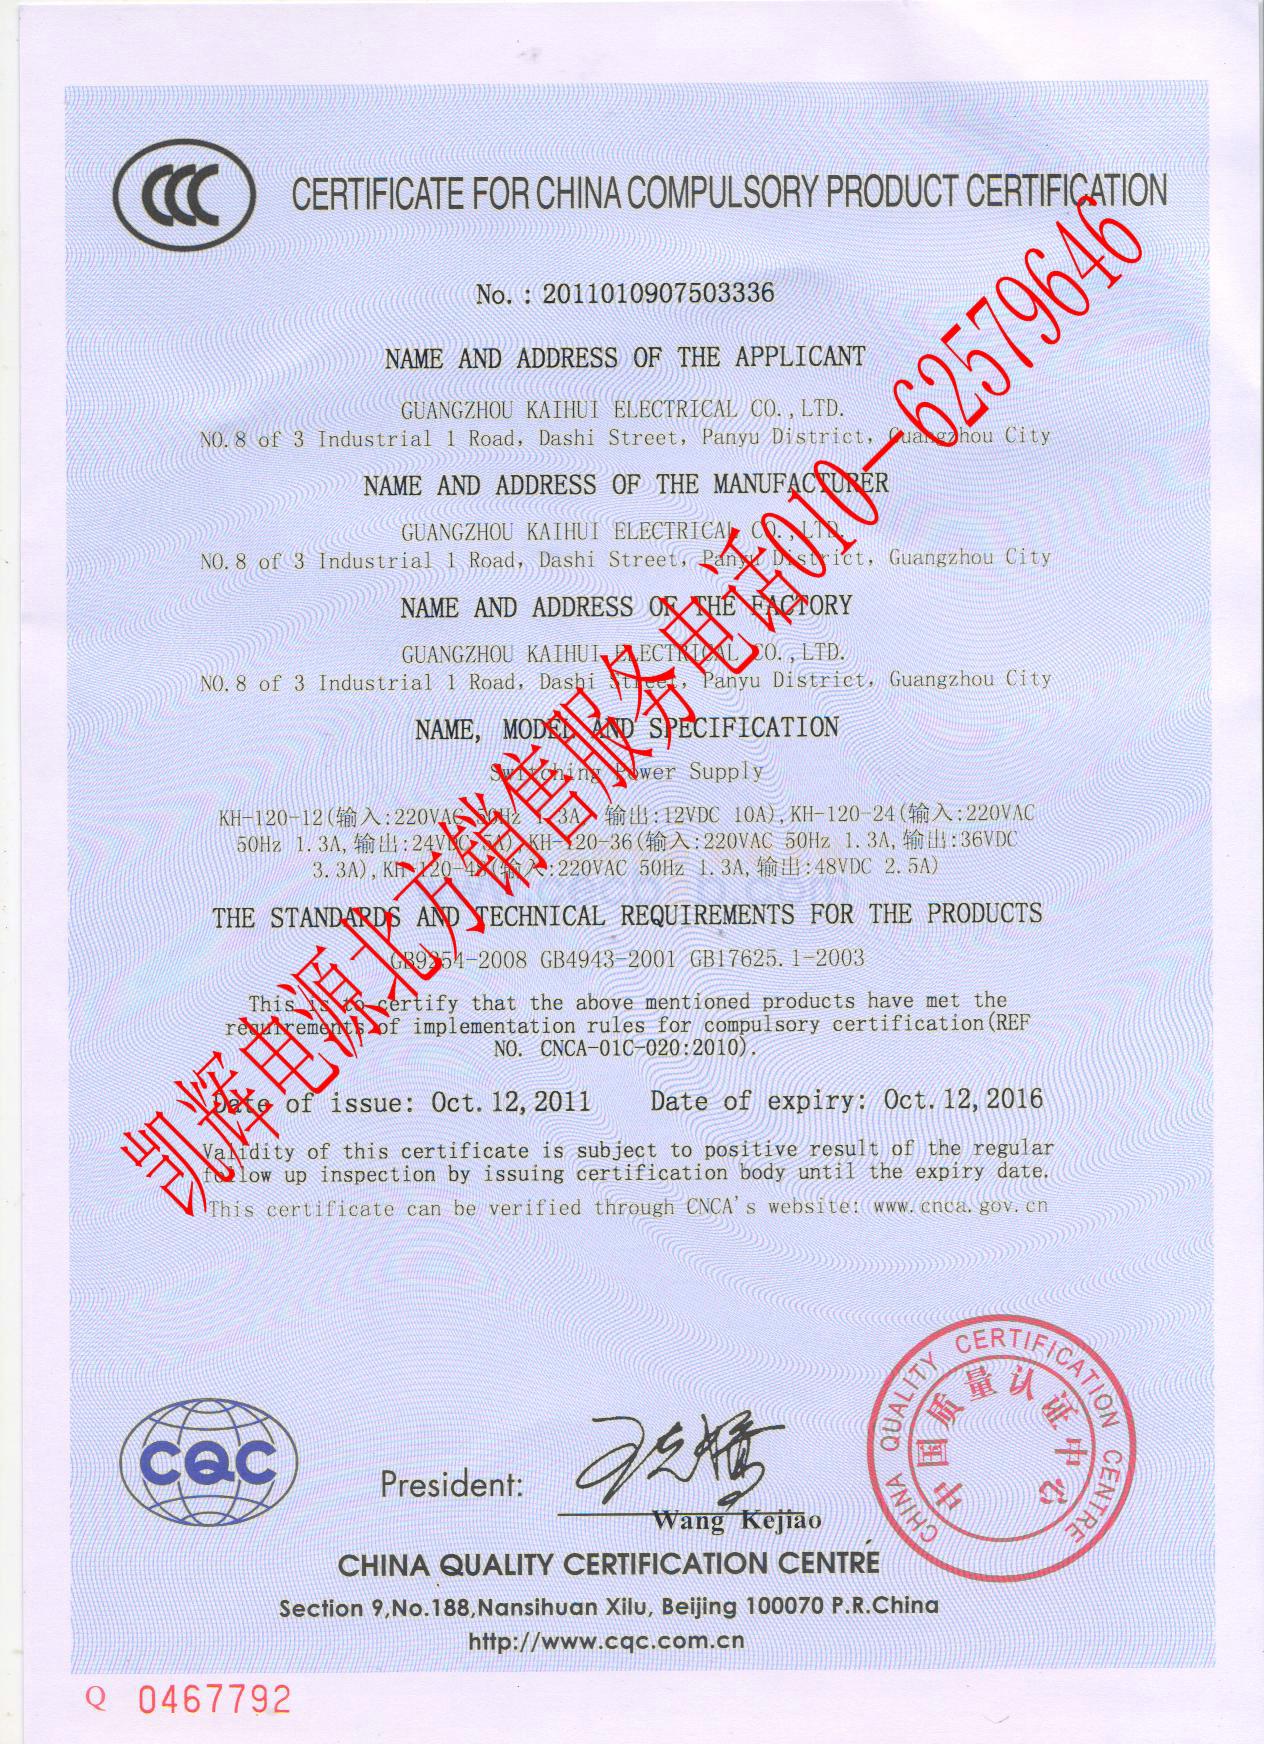 CCC
CERTIFICATE FOR CHINA COMPULSORY PRODUCT CERTIFICATION
No. : 2011010907503336
NAME AND ADDRESS OF THE APPLICANT
GUANGZHOU KAIHUI ELECTRICAL CO.,LTD.
NO.8 of 3 Industrial 1 Road, Dashi Street, Panyu District, Guangzhou City
NAME AND ADDRESS OF THE MANUFACTURER
GUANGZHOU KAIHUI ELECTRICAL CO.,LTD.
NO.8 of 3 Industrial 1 Road, Dashi Street, Panyu District, Guangzhou City
NAME AND ADDRESS OF THE FACTORY
GUANGZHOU KAIHUI ELECTRICAL CO.,LTD.
NO.8 of 3 Industrial 1 Road, Dashi Street, Panyu District, Guangzhou City
NAME, MODEL AND SPECIFICATION
Switching Power Supply
KH-120-12(输入:220VAC 50Hz 1.3A, 输出:12VDC 10A),KH-120-24(输入:220VAC
50Hz 1.3A,输出:24VDC 5A),KH-120-36(输入:220VAC 50Hz 1.3A,输出:36VDC
3.3A),KH-120-48(输入:220VAC 50Hz 1.3A,输出:48VDC 2.5A)
THE STANDARDS AND TECHNICAL REQUIREMENTS FOR THE PRODUCTS
GB9254-2008 GB4943-2001 GB17625.1-2003
This is to certify that the above mentioned products have met the
requirements of implementation rules for compulsory certification(REF
NO. CNCA-01C-020:2010).
Date of issue: Oct.12,2011 Date of expiry: Oct.12,2016
Validity of this certificate is subject to positive result of the regular
follow up inspection by issuing certification body until the expiry date.
This certificate can be verified through CNCA's website: www.cnca.gov.cn
凯辉电源北方销售服务电话010-62579646
CQC
President:
Wang Kejiao
CHINA QUALITY CERTIFICATION CENTRE
中国质量认证中心
CHINA QUALITY CERTIFICATION CENTRE
Section 9,No.188,Nansihuan Xilu, Beijing 100070 P.R.China
http://www.cqc.com.cn
Q 0467792